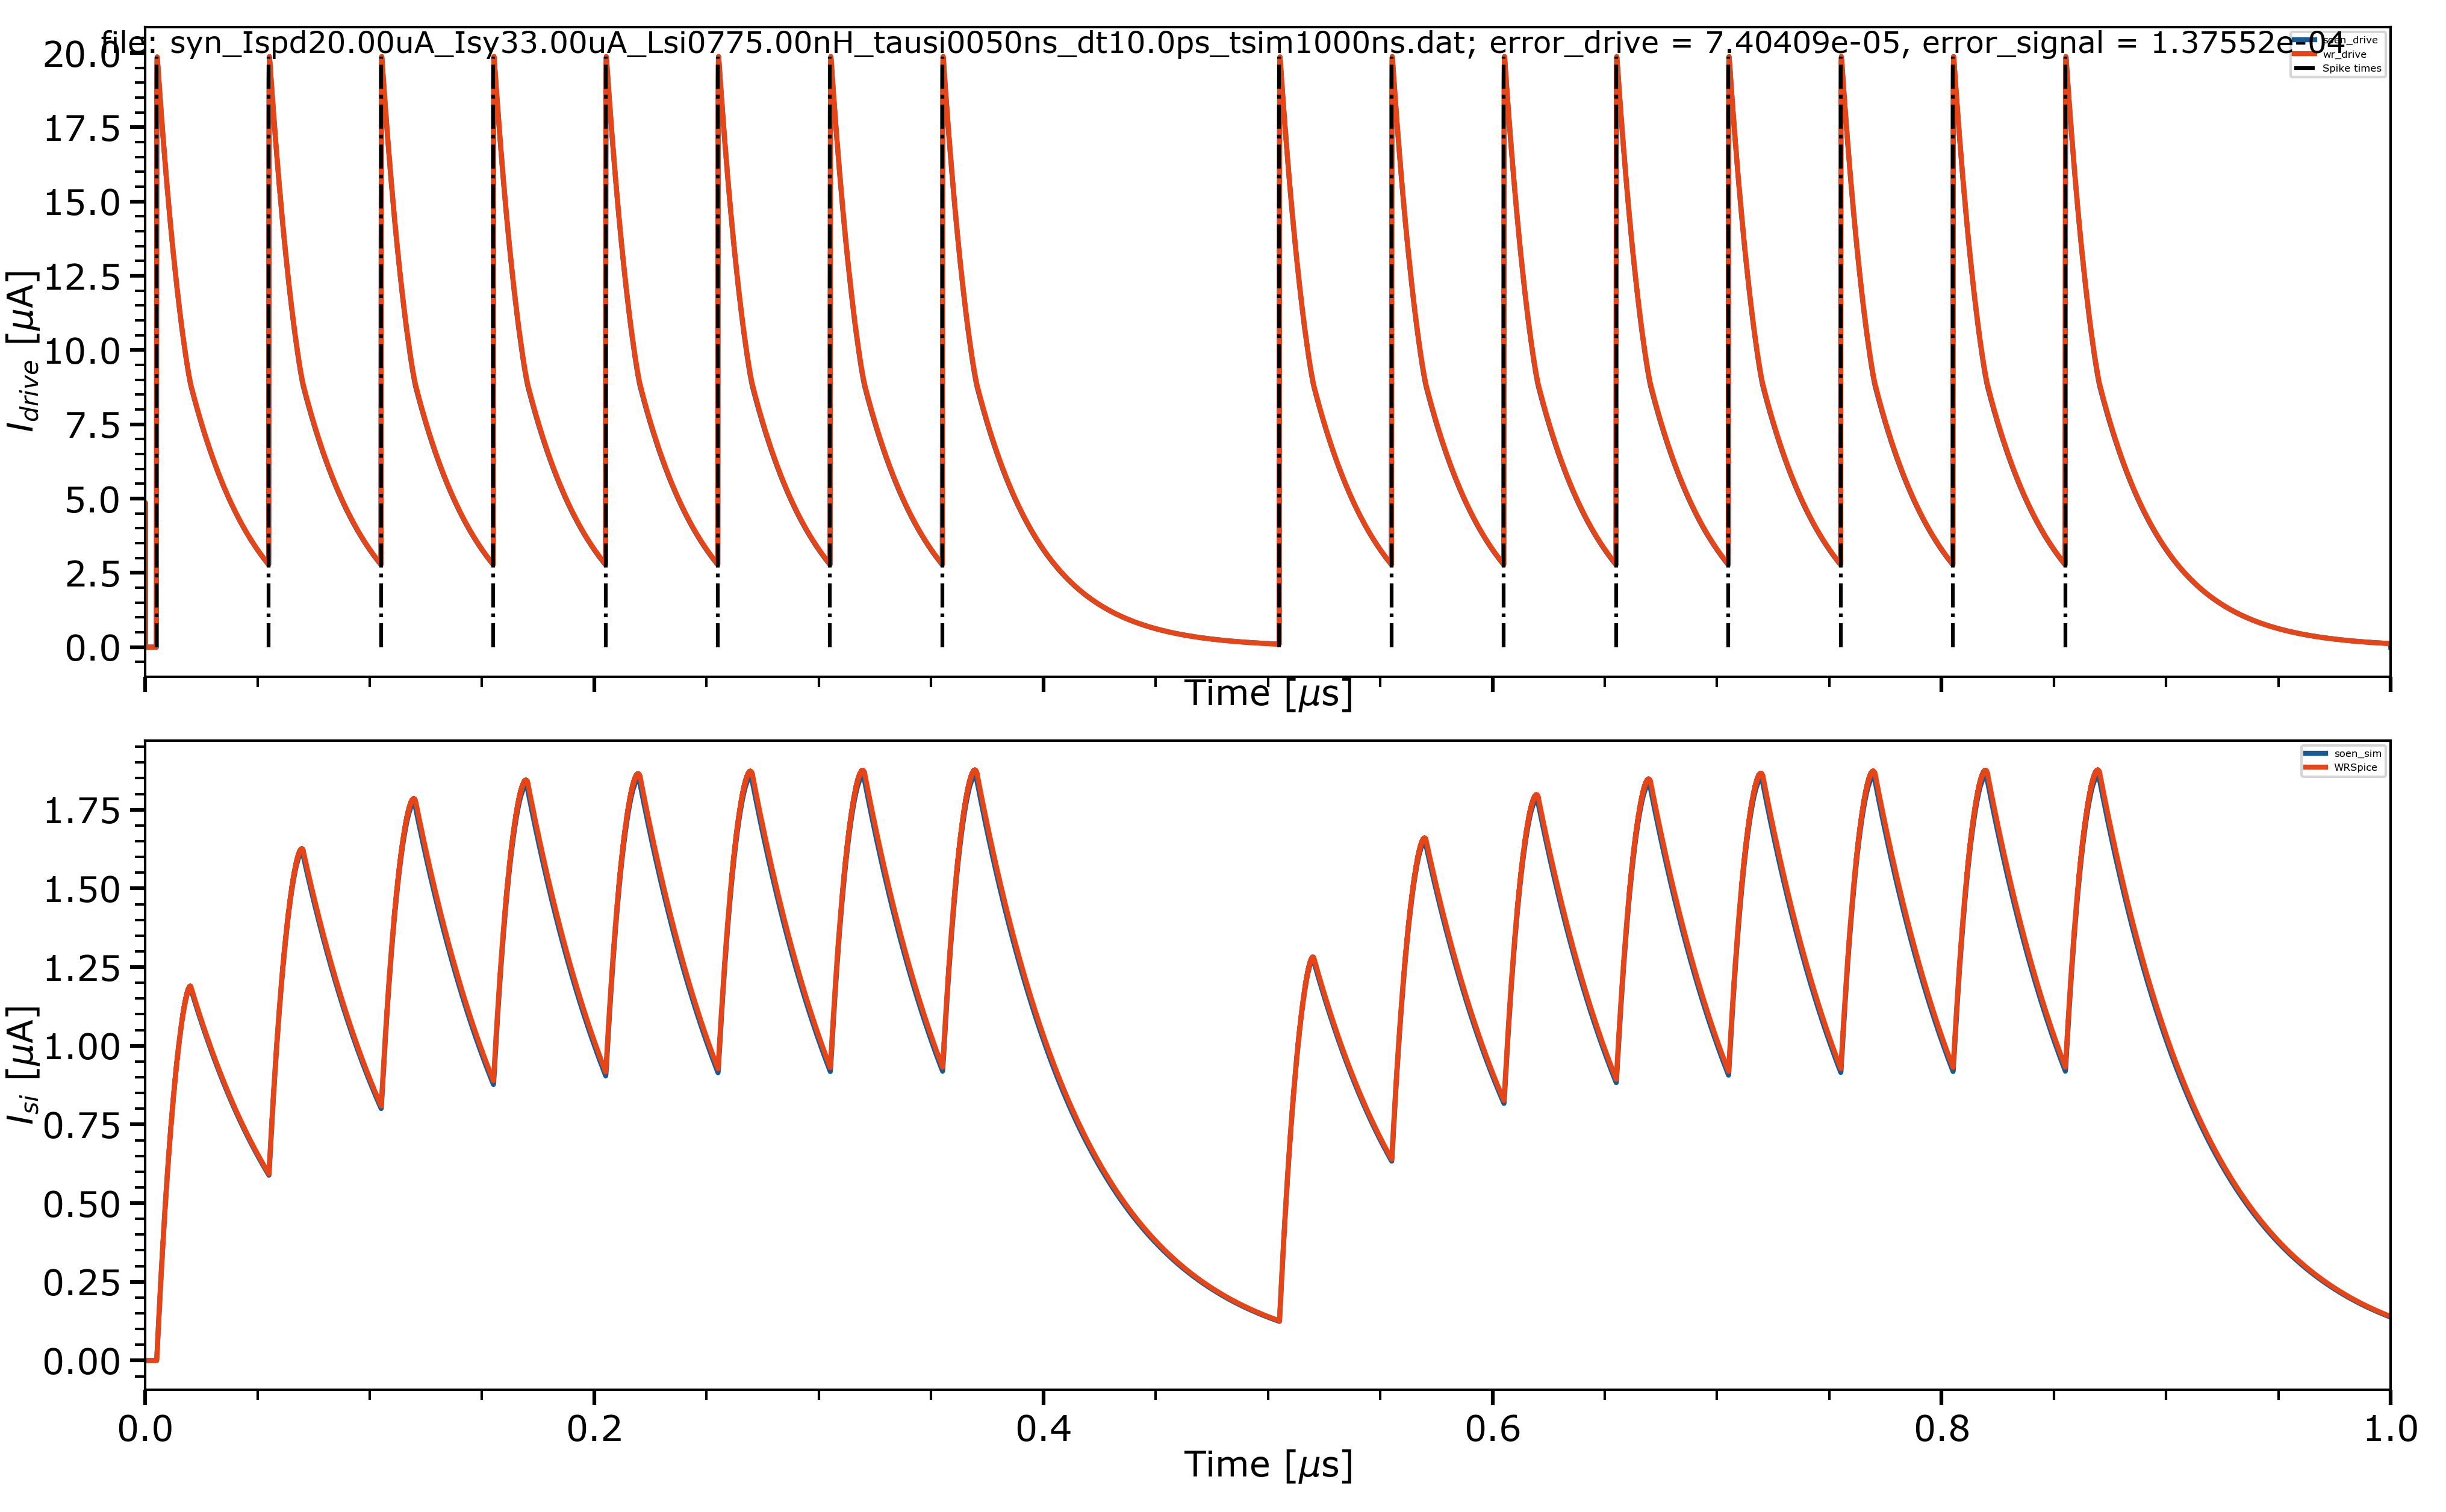 file: syn_Ispd20.00uA_Isy33.00uA_Lsi0775.00nH_tausi0050ns_dt10.0ps_tsim1000ns.dat; error_drive = 7.40409e-05, error_signal = 1.37552e-04
soen_drive
wr_drive
Spike times
20.0
17.5
15.0
12.5
10.0
7.5
5.0
2.5
0.0
I_drive [μA]
Time [μs]
soen_sim
WRSpice
1.75
1.50
1.25
1.00
0.75
0.50
0.25
0.00
I_si [μA]
0.0 0.2 0.4 0.6 0.8 1.0
Time [μs]